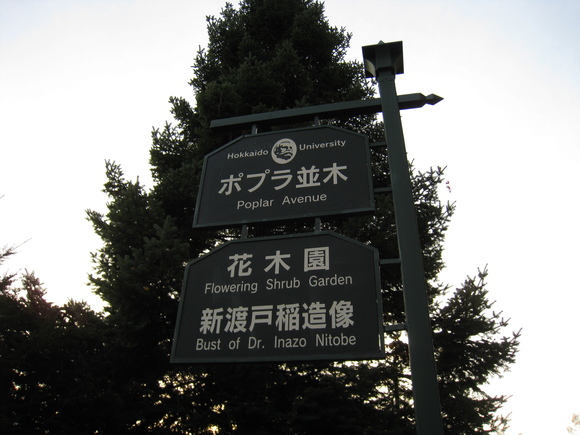 Hokkaido University
ポプラ並木
Poplar Avenue
花木園
Flowering Shrub Garden
新渡戸稲造像
Bust of Dr. Inazo Nitobe